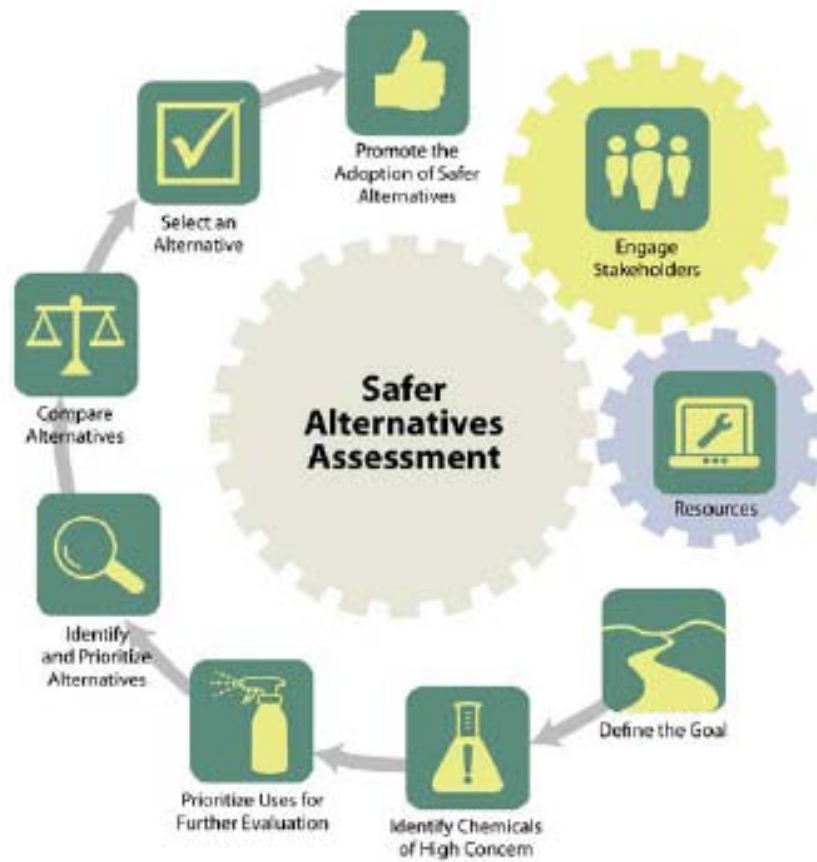 Promote the
Adoption of Safer
Alternatives
Select an
Alternative
Engage
Stakeholders
Compare
Alternatives
Safer
Alternatives
Assessment
Resources
Identify
and Prioritize
Alternatives
Define the Goal
Prioritize Uses for
Further Evaluation
Identify Chemicals
of High Concern